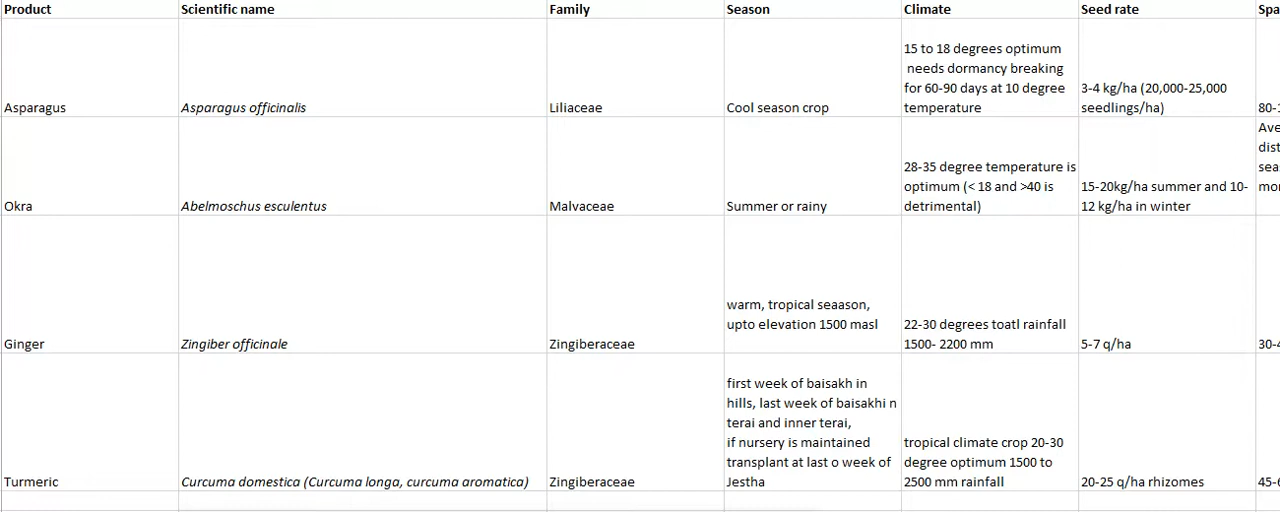 Product Scientific name Family Season Climate Seed rate
Asparagus Asparagus officinalis Liliaceae Cool season crop 15 to 18 degrees optimum
needs dormancy breaking
for 60-90 days at 10 degree
temperature 3-4 kg/ha (20,000-25,000
seedlings/ha)
Okra Abelmoschus esculentus Malvaceae Summer or rainy 28-35 degree temperature is
optimum (< 18 and >40 is
detrimental) 15-20kg/ha summer and 10-
12 kg/ha in winter
Ginger Zingiber officinale Zingiberaceae warm, tropical seaason,
upto elevation 1500 masl 22-30 degrees toatl rainfall
1500- 2200 mm 5-7 q/ha
Turmeric Curcuma domestica (Curcuma longa, curcuma aromatica) Zingiberaceae first week of baisakh in
hills, last week of baisakhi n
terai and inner terai,
if nursery is maintained
transplant at last o week of
Jestha tropical climate crop 20-30
degree optimum 1500 to
2500 mm rainfall 20-25 q/ha rhizomes